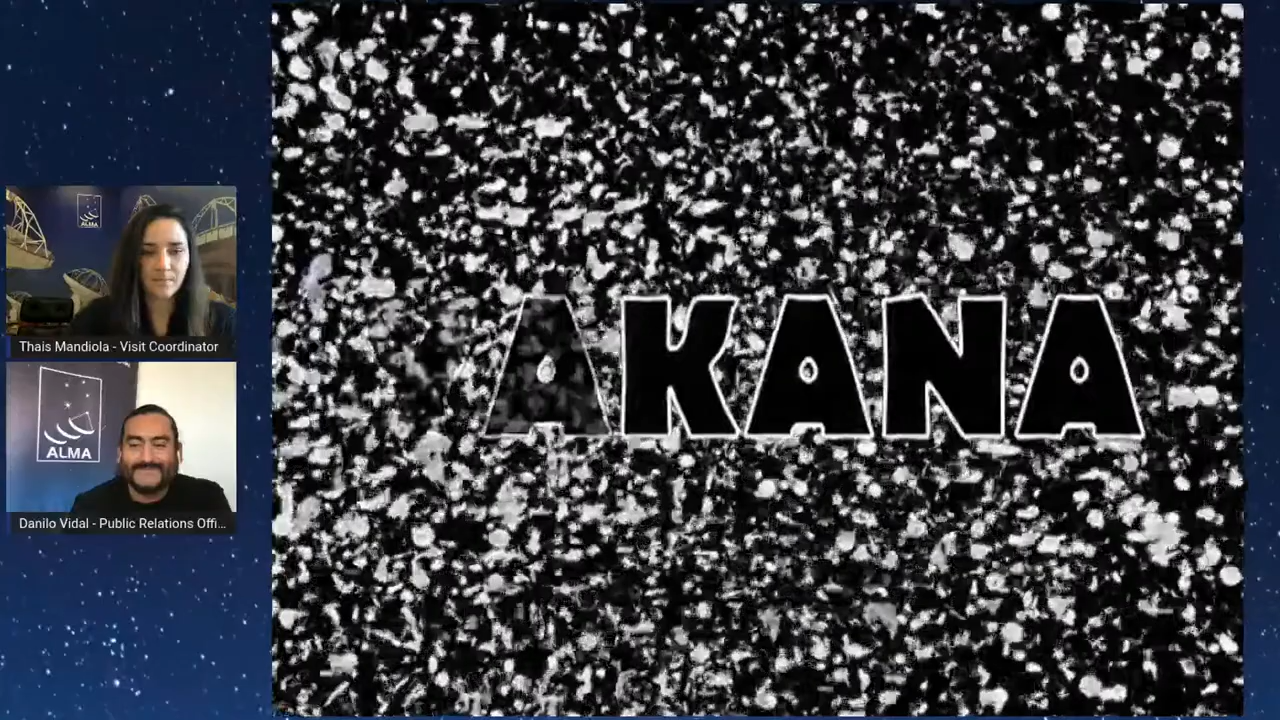 ALMA
Thais Mandiola - Visit Coordinator
ALMA
Danilo Vidal - Public Relations Offi...
AKANA